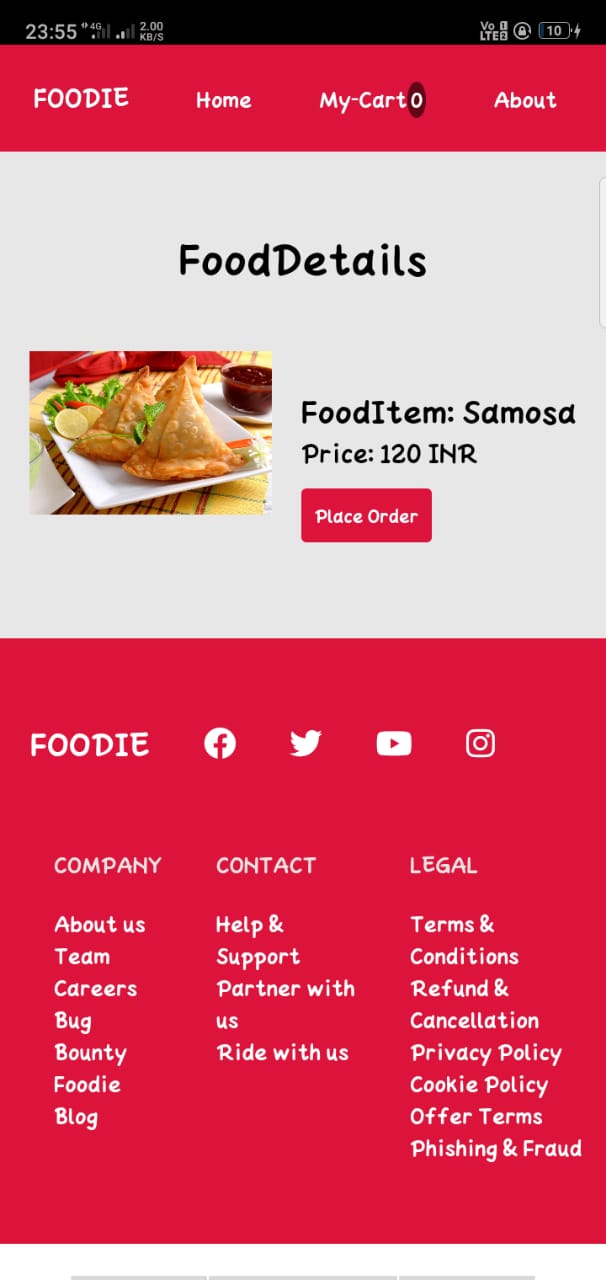 23:55 4G 2.00 KB/S Vo LTE 1 2 10
FOODIE Home My-Cart 0 About
FoodDetails
FoodItem: Samosa
Price: 120 INR
Place Order
FOODIE
COMPANY
About us
Team
Careers
Bug
Bounty
Foodie
Blog
CONTACT
Help &
Support
Partner with
us
Ride with us
LEGAL
Terms &
Conditions
Refund &
Cancellation
Privacy Policy
Cookie Policy
Offer Terms
Phishing & Fraud